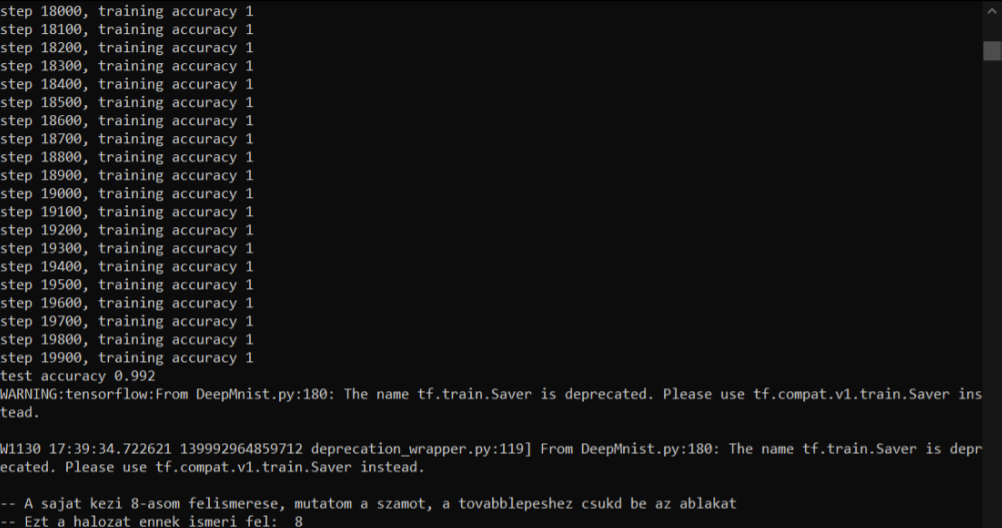 step 18000, training accuracy 1
step 18100, training accuracy 1
step 18200, training accuracy 1
step 18300, training accuracy 1
step 18400, training accuracy 1
step 18500, training accuracy 1
step 18600, training accuracy 1
step 18700, training accuracy 1
step 18800, training accuracy 1
step 18900, training accuracy 1
step 19000, training accuracy 1
step 19100, training accuracy 1
step 19200, training accuracy 1
step 19300, training accuracy 1
step 19400, training accuracy 1
step 19500, training accuracy 1
step 19600, training accuracy 1
step 19700, training accuracy 1
step 19800, training accuracy 1
step 19900, training accuracy 1
test accuracy 0.992
WARNING:tensorflow:From DeepMnist.py:180: The name tf.train.Saver is deprecated. Please use tf.compat.v1.train.Saver ins
tead.
W1130 17:39:34.722621 139992964859712 deprecation_wrapper.py:119] From DeepMnist.py:180: The name tf.train.Saver is depr
ecated. Please use tf.compat.v1.train.Saver instead.
-- A sajat kezi 8-asom felismerese, mutatom a szamot, a tovabblepeshez csukd be az ablakat
-- Ezt a halozat ennek ismeri fel:  8